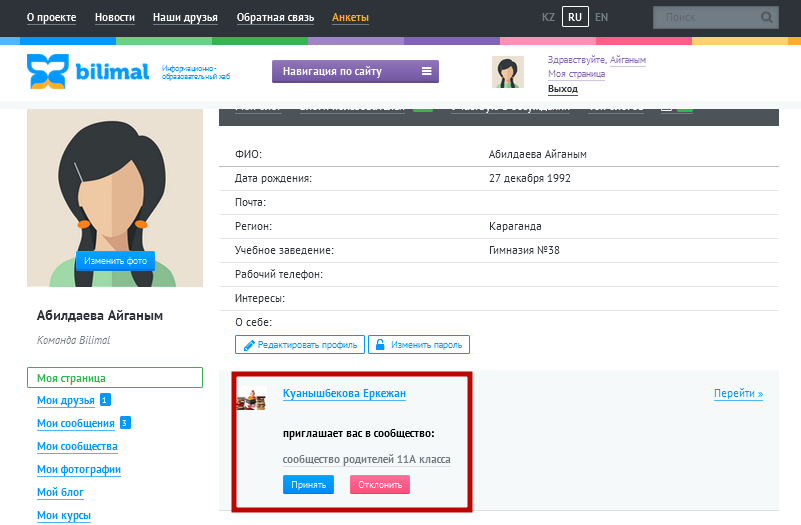 О проекте Новости Наши друзья Обратная связь Анкеты KZ RU EN Поиск
bilimal
Информационно-
образовательный хаб
Навигация по сайту
Здравствуйте, Айганым
Моя страница
Выход
ФИО: Абилдаева Айганым
Дата рождения: 27 декабря 1992
Почта:
Регион: Караганда
Учебное заведение: Гимназия №38
Рабочий телефон:
Интересы:
О себе:
Редактировать профиль Изменить пароль
Изменить фото
Абилдаева Айганым
Команда Bilimal
Моя страница
Мои друзья 1
Мои сообщения 3
Мои сообщества
Мои фотографии
Мой блог
Мои курсы
Куанышбекова Еркежан Перейти »
приглашает вас в сообщество:
сообщество родителей 11А класса
Принять Отклонить